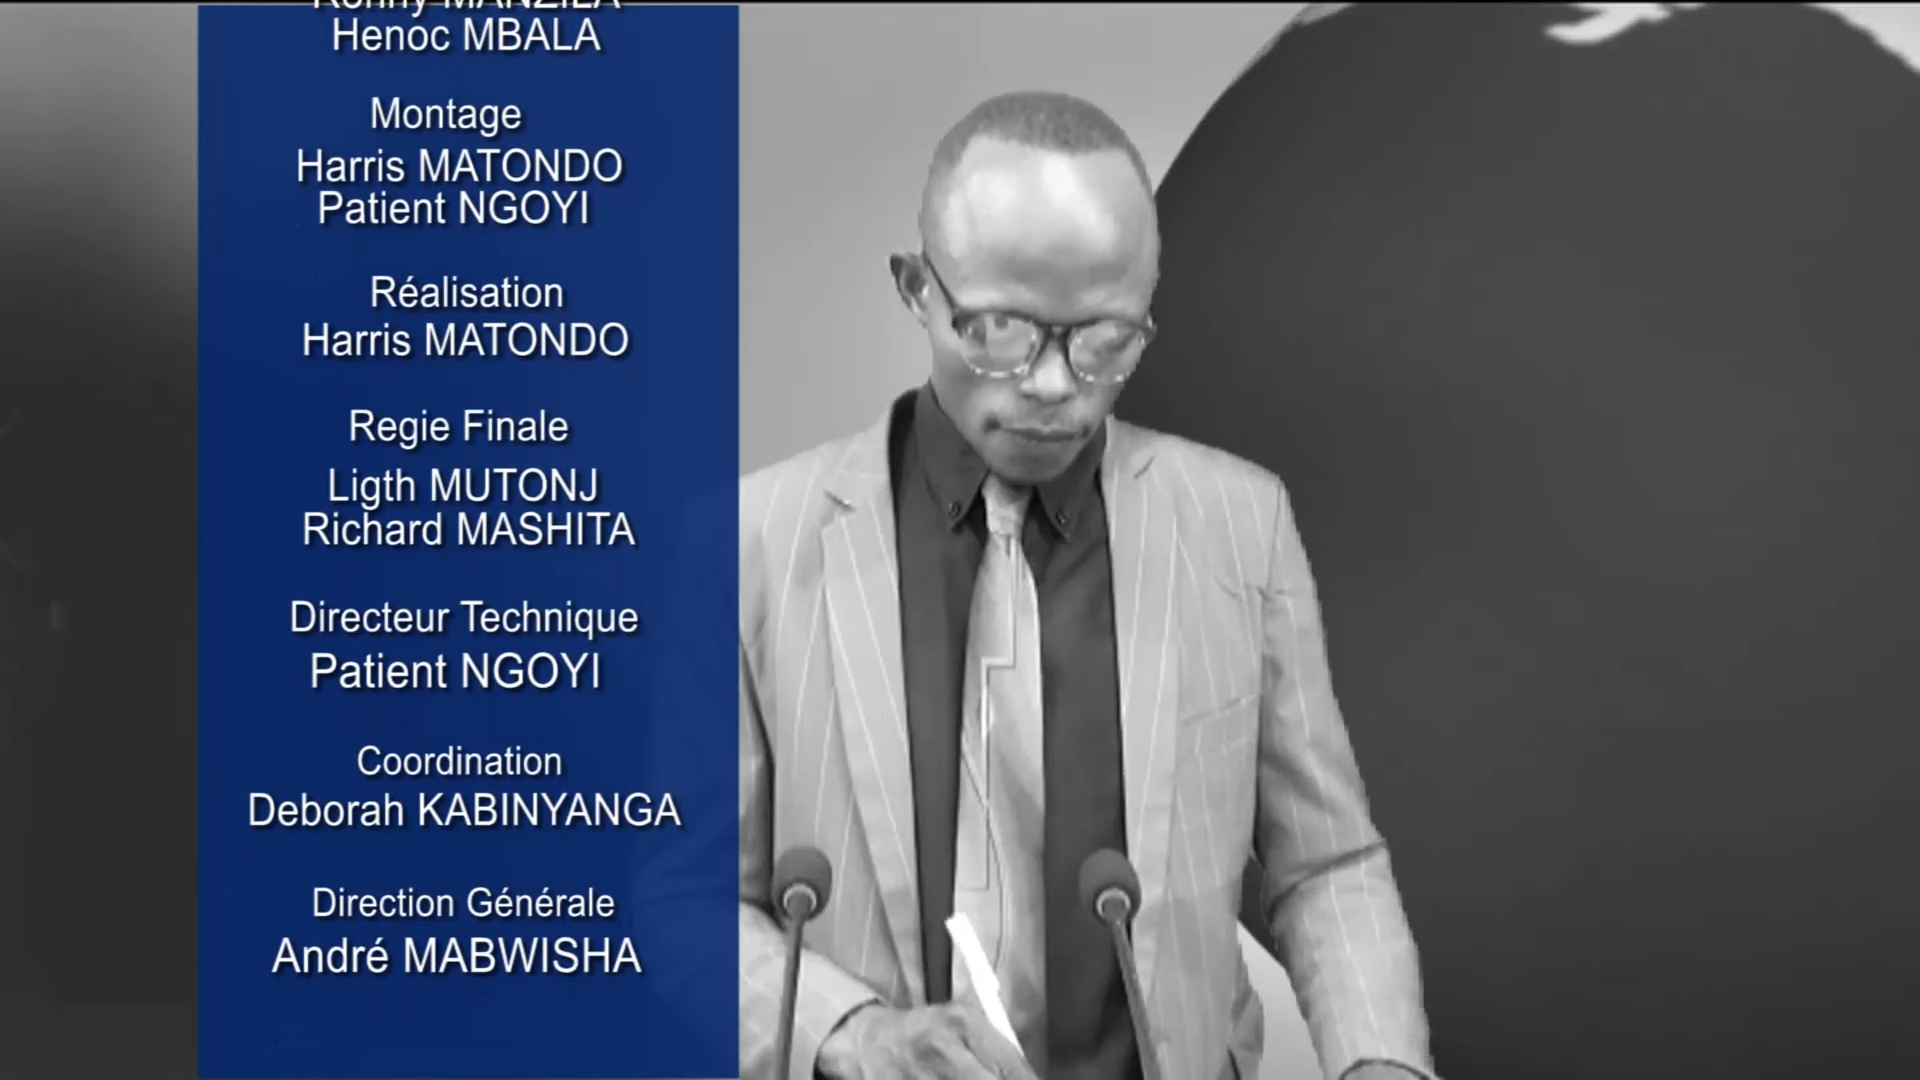 Henoc MBALA
Montage
Harris MATONDO
Patient NGOYI
Réalisation
Harris MATONDO
Regie Finale
Ligth MUTONJ
Richard MASHITA
Directeur Technique
Patient NGOYI
Coordination
Deborah KABINYANGA
Direction Générale
André MABWISHA